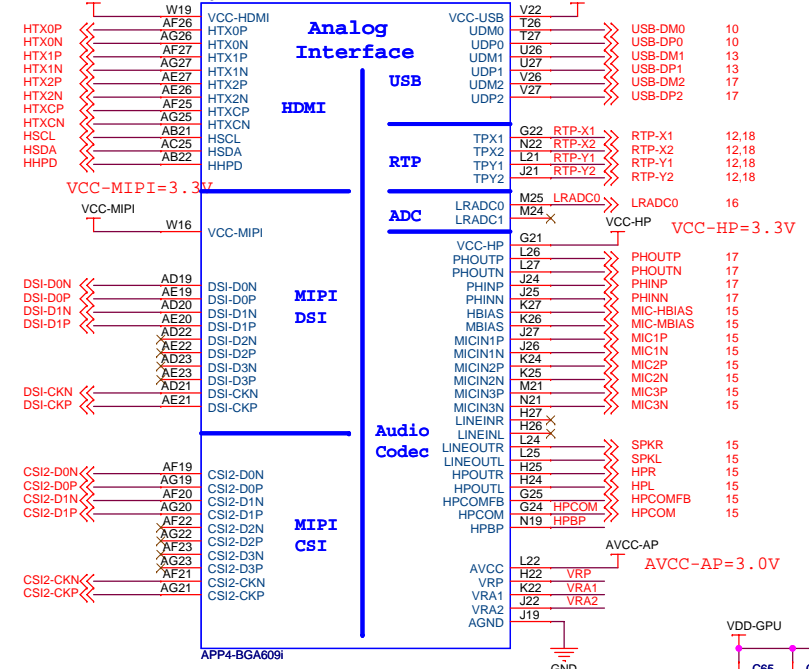 W19 VCC-HDMI Analog VCC-USB V22
HTX0P AF26 HTX0P UDM0 T26 USB-DM0 10
HTX0N AG26 HTX0N Interface UDP0 T27 USB-DP0 10
HTX1P AF27 HTX1P UDM1 U26 USB-DM1 13
HTX1N AG27 HTX1N USB UDP1 U27 USB-DP1 13
HTX2P AE27 HTX2P UDM2 V26 USB-DM2 17
HTX2N AE26 HTX2N UDP2 V27 USB-DP2 17
HTXCP AF25 HTXCP HDMI
HTXCN AG25 HTXCN
HSCL AB21 HSCL TPX1 G22 RTP-X1 RTP-X1 12,18
HSDA AC25 HSDA TPX2 N22 RTP-X2 RTP-X2 12,18
HHPD AB22 HHPD RTP TPY1 L21 RTP-Y1 RTP-Y1 12,18
TPY2 J21 RTP-Y2 RTP-Y2 12,18
VCC-MIPI=3.3V
LRADC0 M25 LRADC0 LRADC0 16
VCC-MIPI ADC LRADC1 M24
W16 VCC-MIPI VCC-HP VCC-HP=3.3V
VCC-HP G21
PHOUTP L26 PHOUTP 17
PHOUTN L27 PHOUTN 17
DSI-D0N AD19 DSI-D0N PHINP J24 PHINP 17
DSI-D0P AE19 DSI-D0P MIPI PHINN J25 PHINN 17
DSI-D1N AD20 DSI-D1N DSI HBIAS K27 MIC-HBIAS 15
DSI-D1P AE20 DSI-D1P MBIAS K26 MIC-MBIAS 15
AD22 DSI-D2N MICIN1P J27 MIC1P 15
AE22 DSI-D2P MICIN1N J26 MIC1N 15
AD23 DSI-D3N MICIN2P K24 MIC2P 15
AE23 DSI-D3P MICIN2N K25 MIC2N 15
DSI-CKN AD21 DSI-CKN MICIN3P M21 MIC3P 15
DSI-CKP AE21 DSI-CKP MICIN3N N21 MIC3N 15
LINEINR H27
Audio LINEINL H26
Codec LINEOUTR L24 SPKR 15
LINEOUTL L25 SPKL 15
CSI2-D0N AF19 CSI2-D0N HPOUTR H25 HPR 15
CSI2-D0P AG19 CSI2-D0P HPOUTL H24 HPL 15
CSI2-D1N AF20 CSI2-D1N HPCOMFB G25 HPCOMFB 15
CSI2-D1P AG20 CSI2-D1P HPCOM G24 HPCOM HPCOM 15
AF22 CSI2-D2N MIPI HPBP N19 HPBP
AG22 CSI2-D2P CSI
AF23 CSI2-D3N AVCC-AP
AG23 CSI2-D3P AVCC L22 AVCC-AP=3.0V
CSI2-CKN AF21 CSI2-CKN VRP H22 VRP
CSI2-CKP AG21 CSI2-CKP VRA1 K22 VRA1
VRA2 J22 VRA2
AGND J19
VDD-GPU
APP4-BGA609i
GND
C65